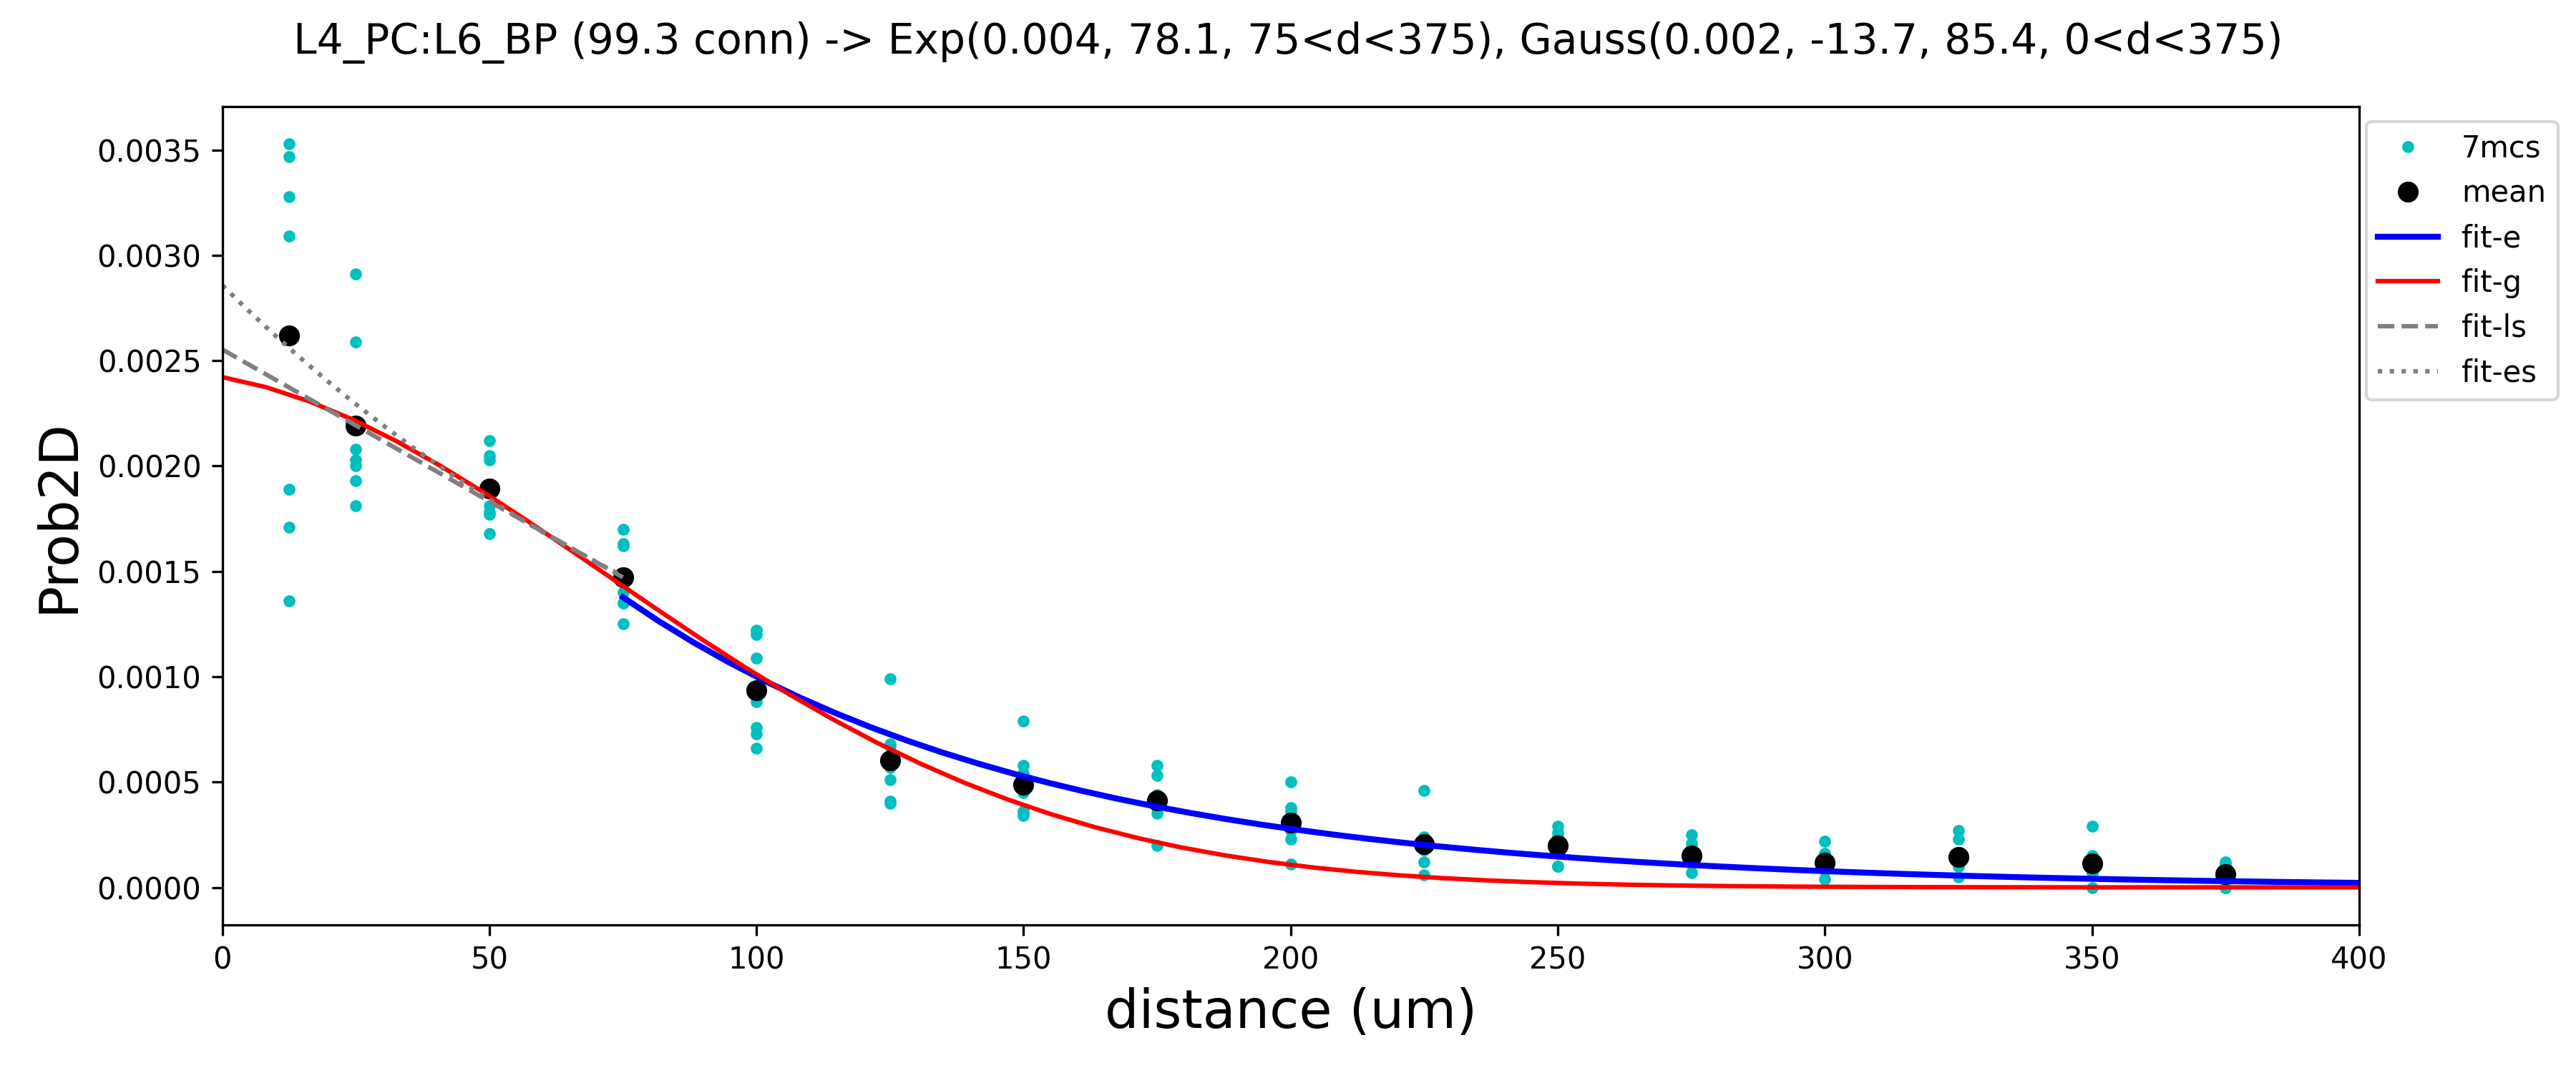 L4_PC:L6_BP (99.3 conn) -> Exp(0.004, 78.1, 75<d<375), Gauss(0.002, -13.7, 85.4, 0<d<375)
Prob2D
0.0035
0.0030
0.0025
0.0020
0.0015
0.0010
0.0005
0.0000
0 50 100 150 200 250 300 350 400
distance (um)
7mcs
mean
fit-e
fit-g
fit-ls
fit-es